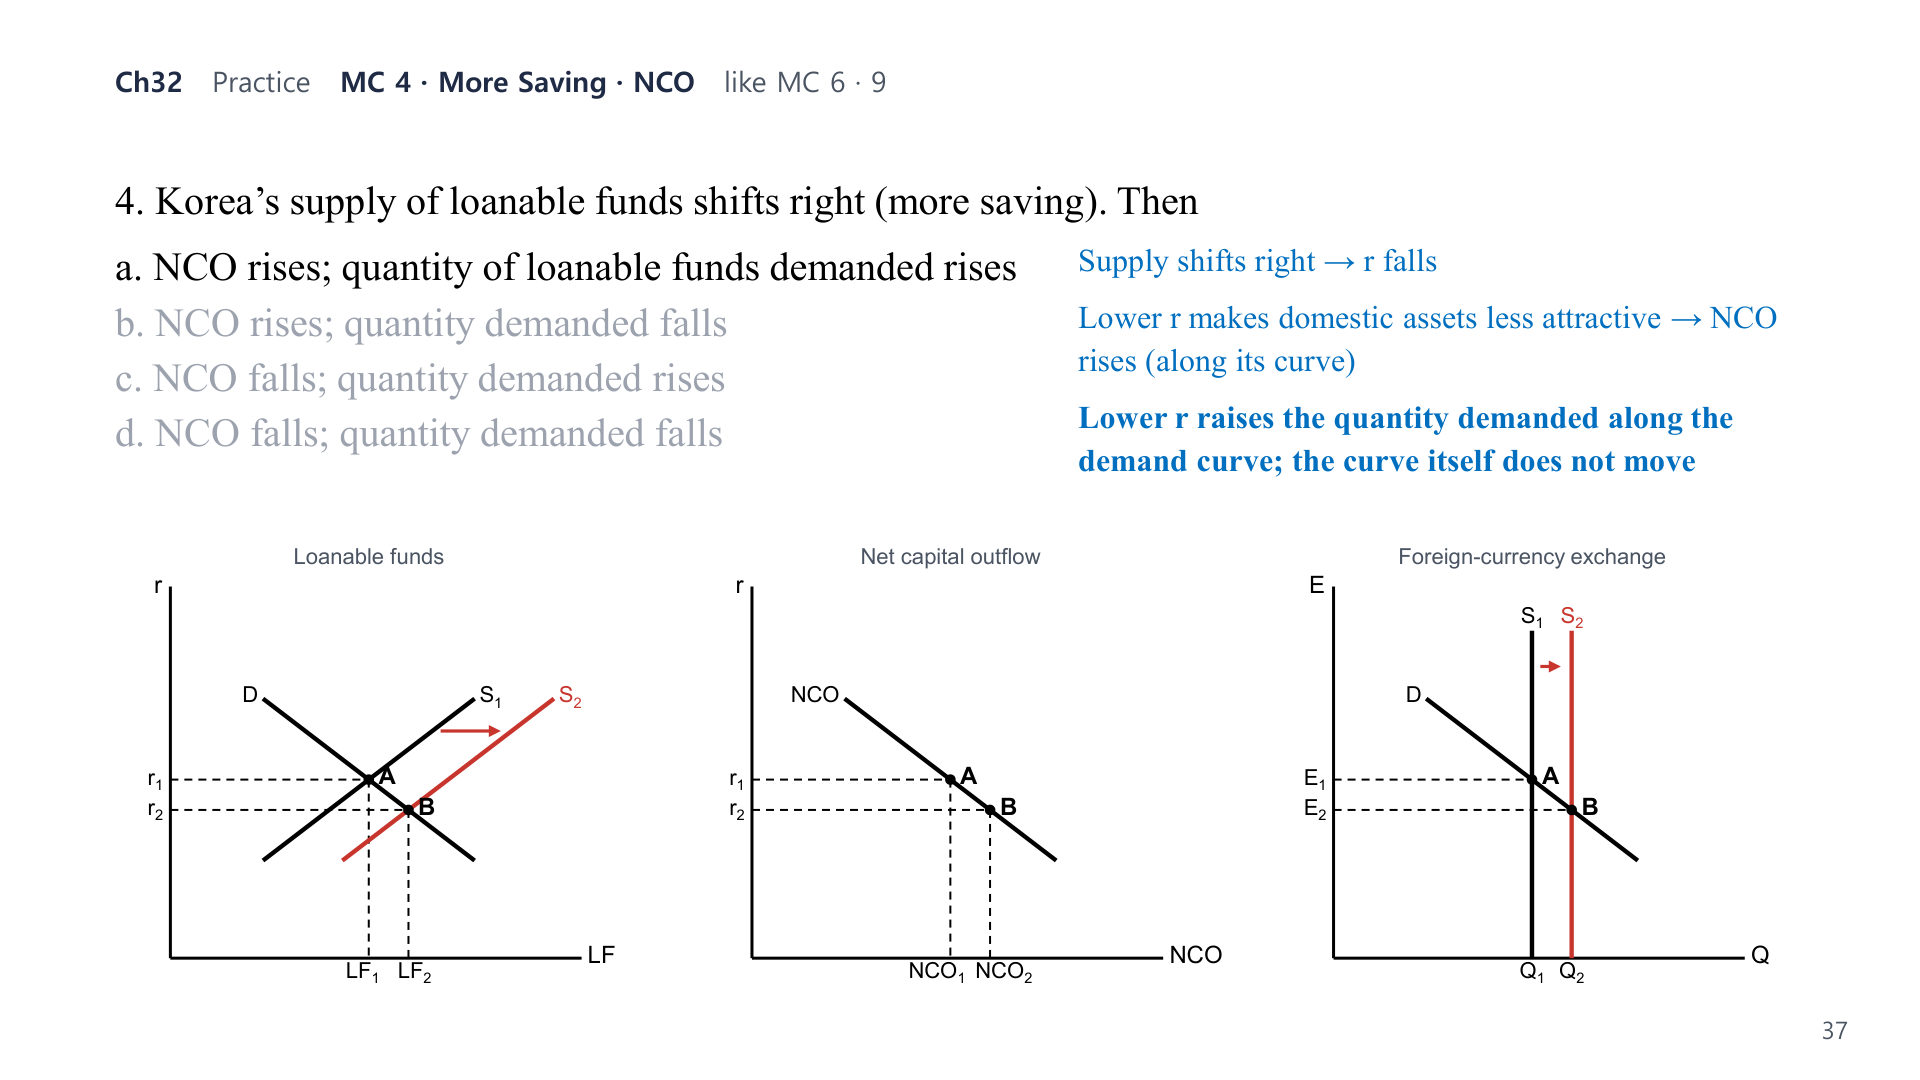 Ch32 Practice MC 4 · More Saving · NCO like MC 6 · 9
4. Korea’s supply of loanable funds shifts right (more saving). Then
a. NCO rises; quantity of loanable funds demanded rises
b. NCO rises; quantity demanded falls
c. NCO falls; quantity demanded rises
d. NCO falls; quantity demanded falls
Supply shifts right → r falls
Lower r makes domestic assets less attractive → NCO
rises (along its curve)
Lower r raises the quantity demanded along the
demand curve; the curve itself does not move
Loanable funds
r
D
S₁
S₂
r₁
A
r₂
B
LF
LF₁ LF₂
Net capital outflow
r
NCO
r₁
A
r₂
B
NCO
NCO₁ NCO₂
Foreign-currency exchange
E
S₁ S₂
D
E₁
A
E₂
B
Q
Q₁ Q₂
37